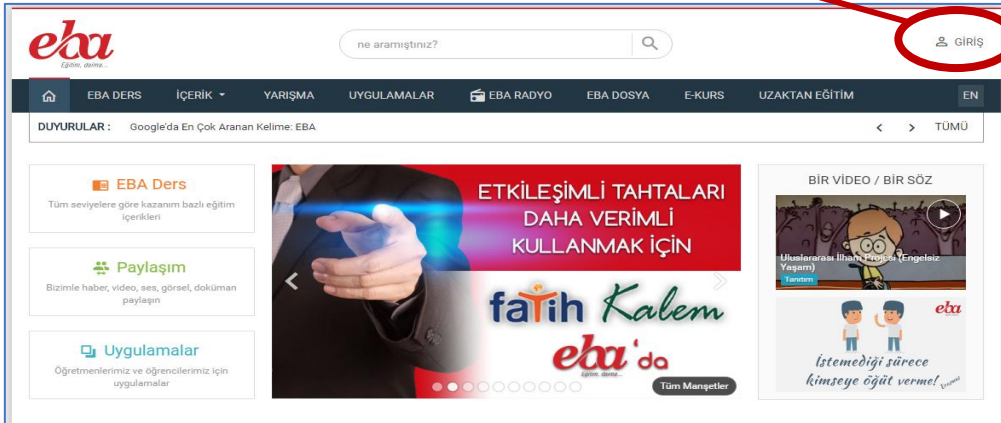 eba
Eğitim, daima...
ne aramıştınız?
GİRİŞ
EBA DERS İÇERİK YARIŞMA UYGULAMALAR EBA RADYO EBA DOSYA E-KURS UZAKTAN EĞİTİM EN
DUYURULAR : Google'da En Çok Aranan Kelime: EBA TÜMÜ
EBA Ders
Tüm seviyelere göre kazanım bazlı eğitim
içerikleri
Paylaşım
Bizimle haber, video, ses, görsel, doküman
paylaşın
Uygulamalar
Öğretmenlerimiz ve öğrencilerimiz için
uygulamalar
ETKİLEŞİMLİ TAHTALARI
DAHA VERİMLİ
KULLANMAK İÇİN
fatih Kalem
eba'da
Eğitim, daima...
Tüm Manşetler
BİR VİDEO / BİR SÖZ
Uluslararası İlham Projesi (Engelsiz
Yaşam)
Tanıtım
eba
İstemediği sürece
kimseye öğüt verme!